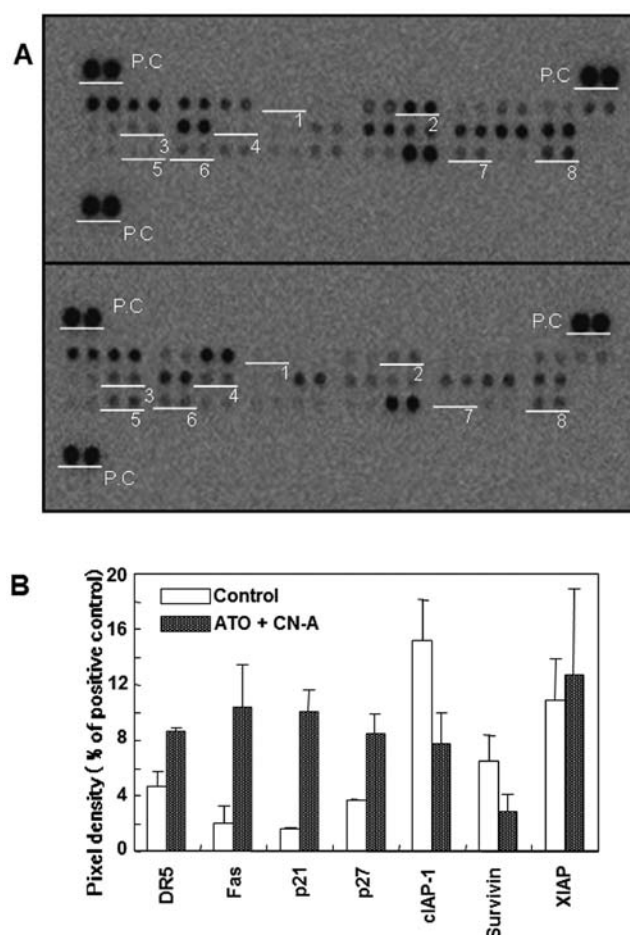 A
P.C
P.C
1
2
3
4
5
6
7
8
P.C
P.C
P.C
1
2
3
4
5
6
7
8
P.C
B
Pixel density ( % of positive control)
20
16
12
8
4
0
Control
ATO + CN-A
DR5
Fas
p21
p27
cIAP-1
Survivin
XIAP